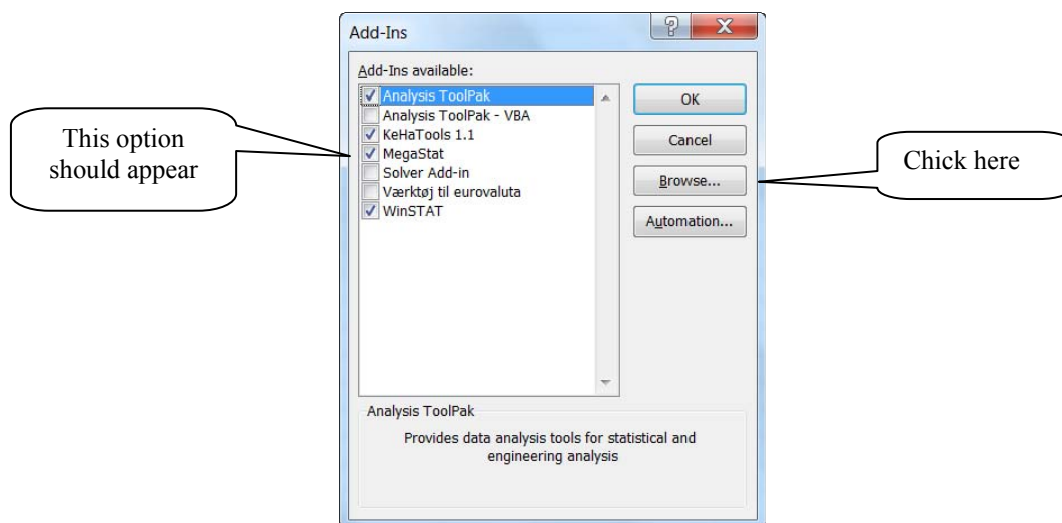 Add-Ins
Add-Ins available:
Analysis ToolPak
Analysis ToolPak - VBA
KeHaTools 1.1
MegaStat
Solver Add-in
Værktøj til eurovaluta
WinSTAT
OK
Cancel
Browse...
Automation...
This option
should appear
Chick here
Analysis ToolPak
Provides data analysis tools for statistical and
engineering analysis